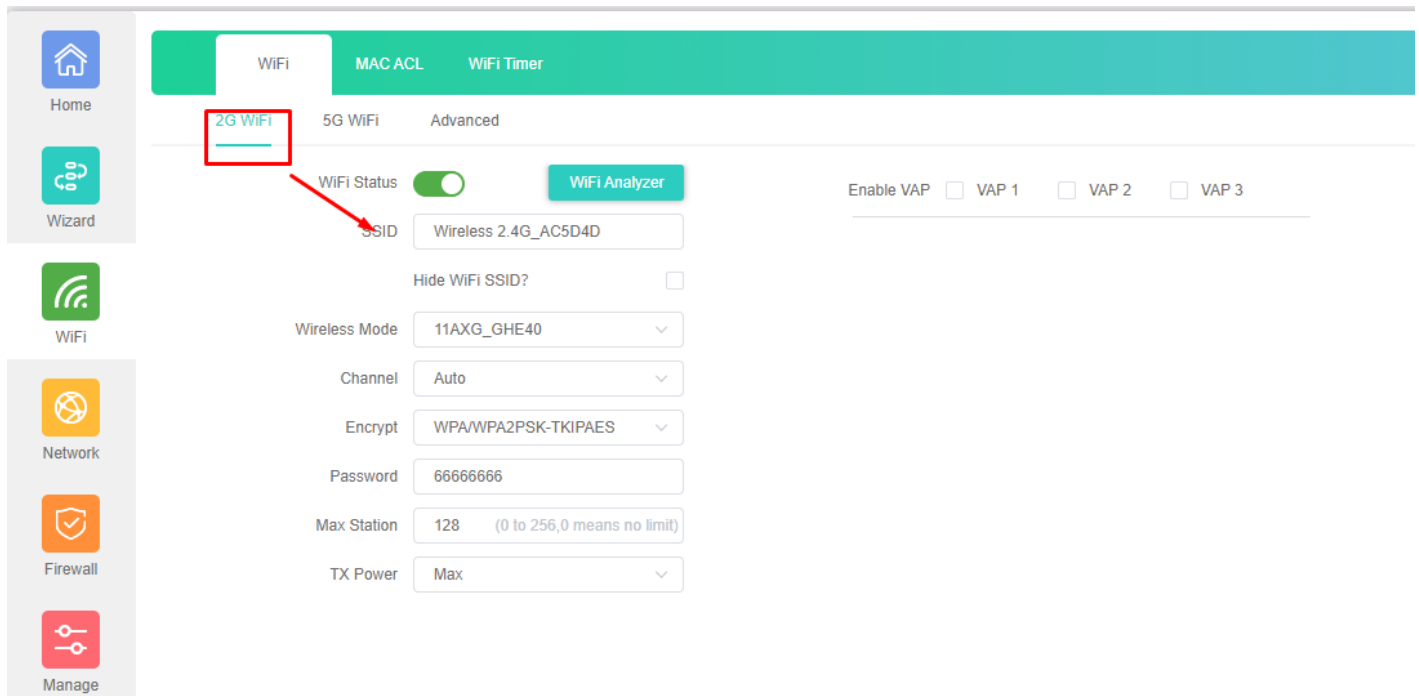 WiFi MAC ACL WiFi Timer
Home
2G WiFi 5G WiFi Advanced
WiFi Status WiFi Analyzer
Enable VAP VAP 1 VAP 2 VAP 3
Wizard
SSID Wireless 2.4G_AC5D4D
Hide WiFi SSID?
WiFi
Wireless Mode 11AXG_GHE40
Channel Auto
Encrypt WPA/WPA2PSK-TKIPAES
Network
Password 66666666
Max Station 128 (0 to 256,0 means no limit)
Firewall
TX Power Max
Manage